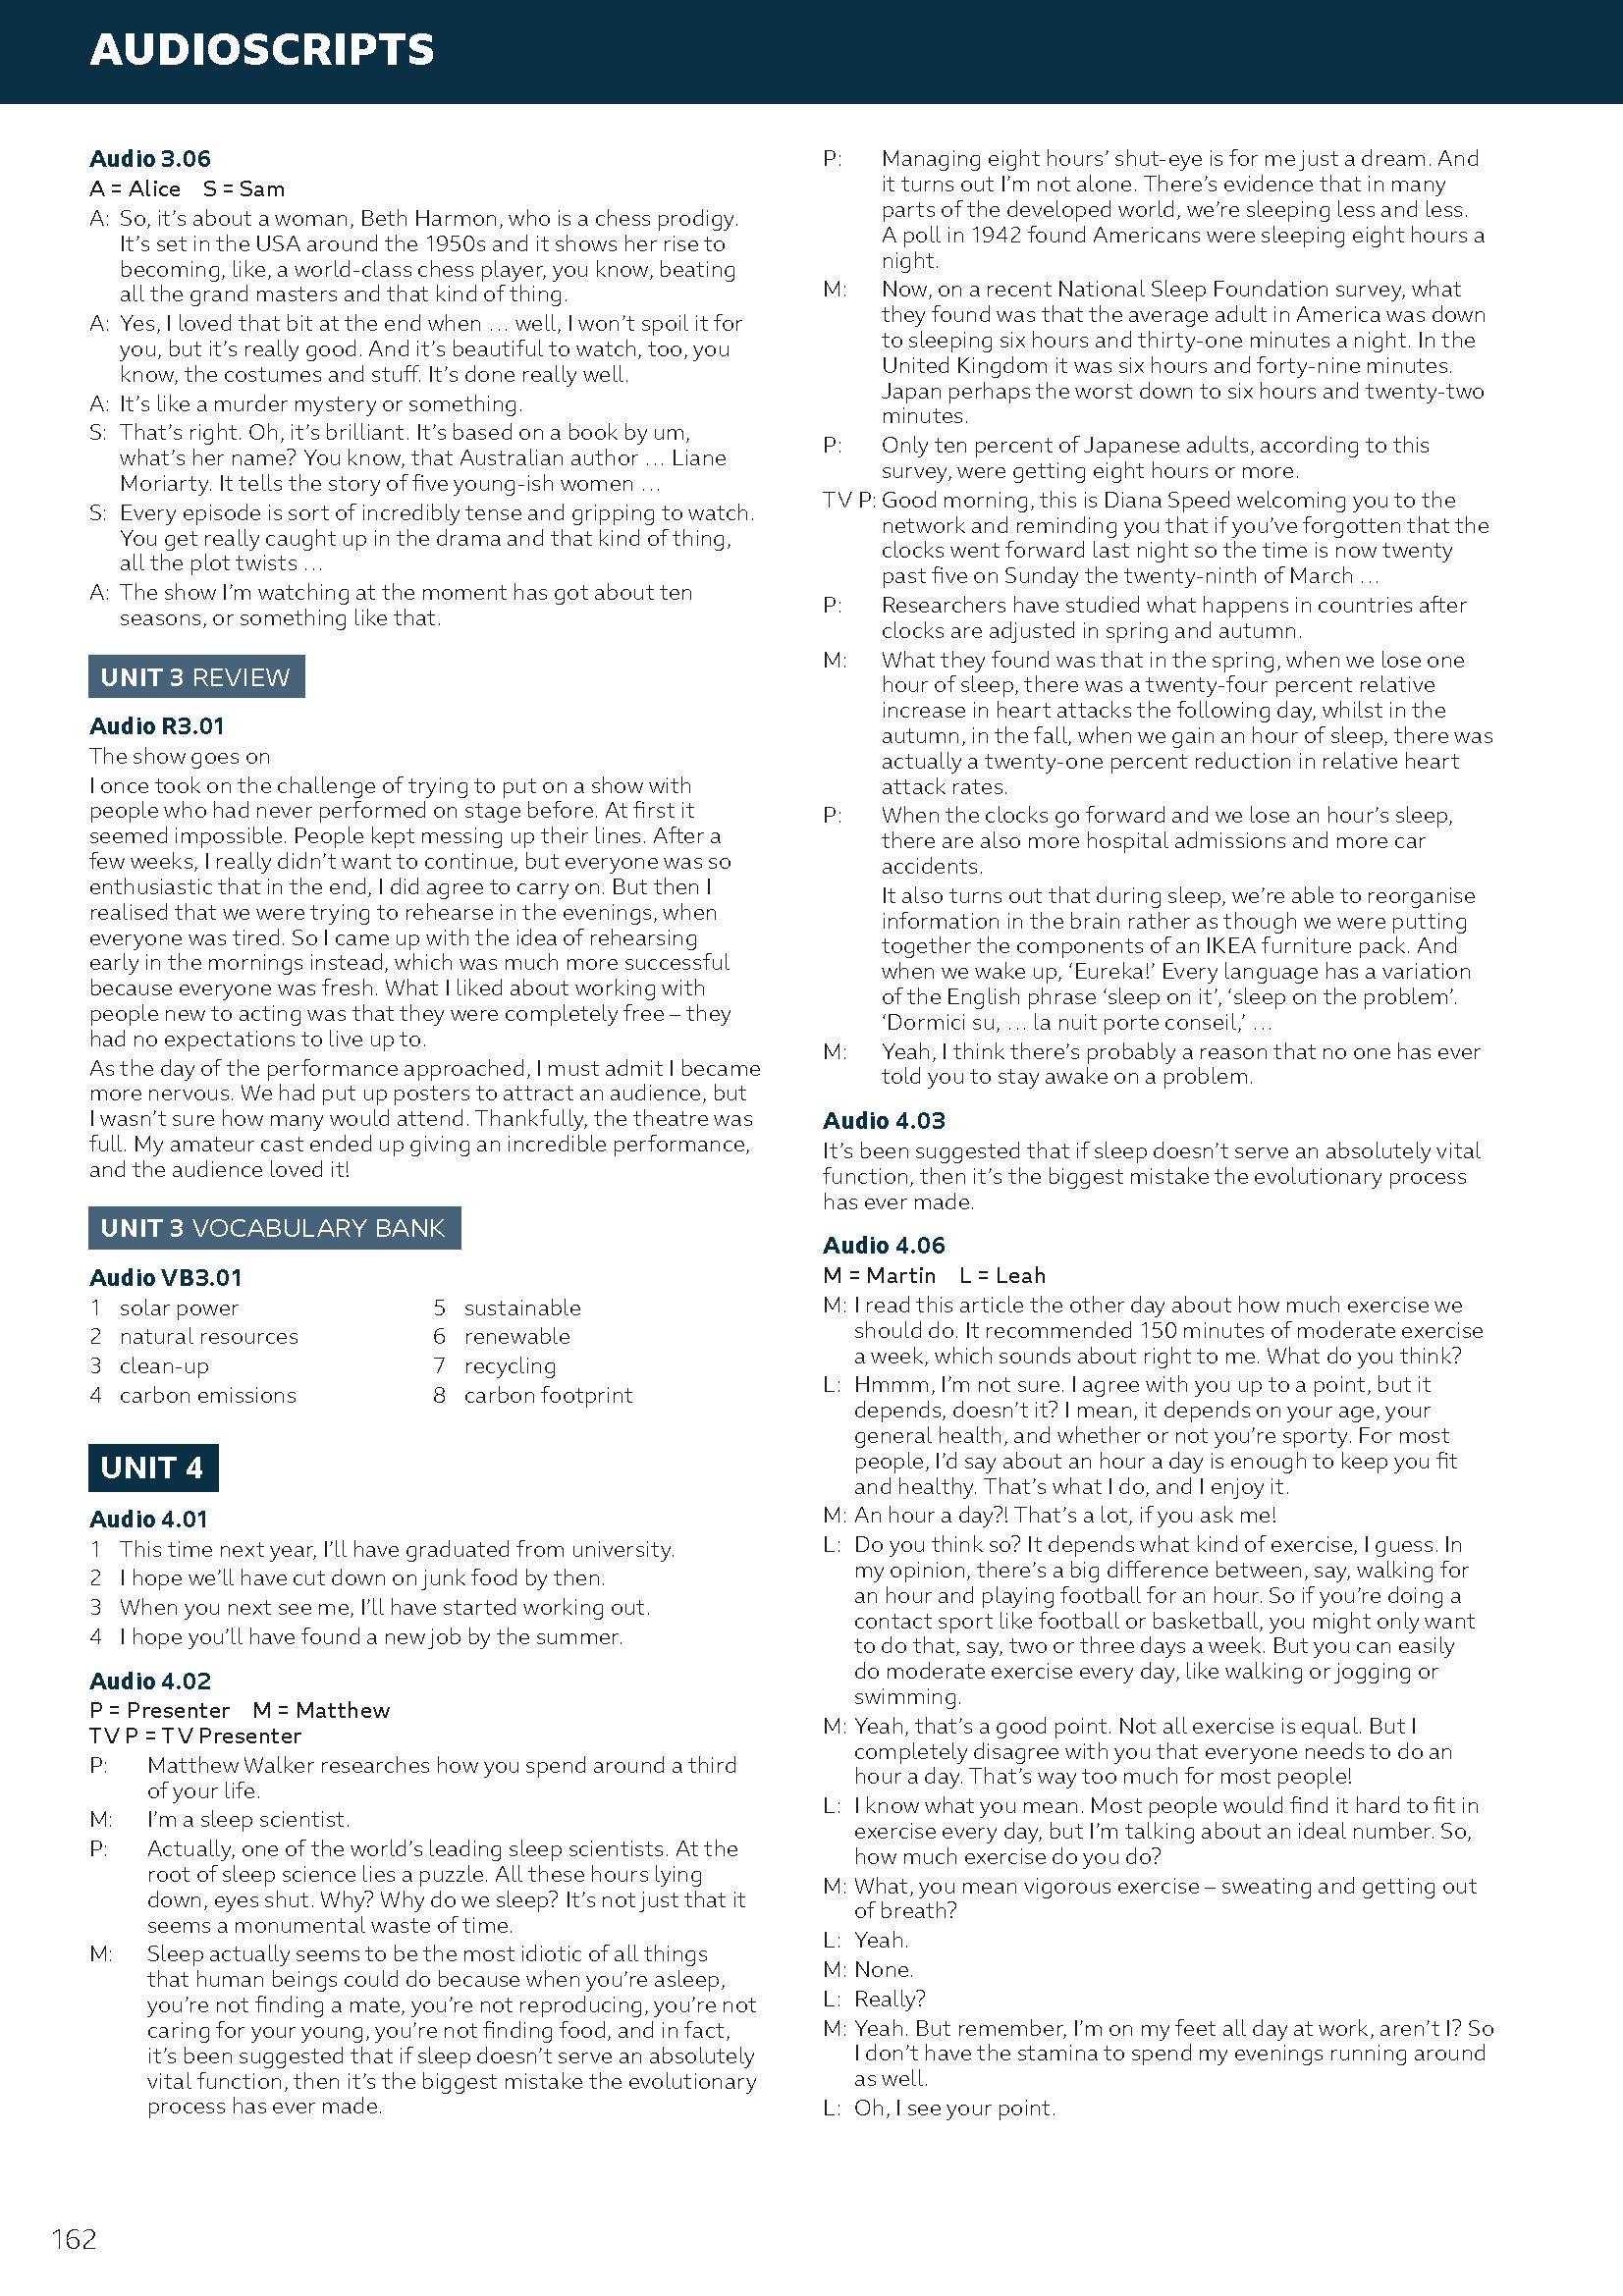 AUDIOSCRIPTS
Audio 3.06
A = Alice S = Sam
A: So, it's about a woman, Beth Harmon, who is a chess prodigy.
It's set in the USA around the 1950s and it shows her rise to
becoming, like, a world-class chess player, you know, beating
all the grand masters and that kind of thing.
A: Yes, I loved that bit at the end when … well, I won't spoil it for
you, but it's really good. And it's beautiful to watch, too, you
know, the costumes and stuff. It's done really well.
A: It's like a murder mystery or something.
S: That's right. Oh, it's brilliant. It's based on a book by um,
what's her name? You know, that Australian author … Liane
Moriarty. It tells the story of five young-ish women …
S: Every episode is sort of incredibly tense and gripping to watch.
You get really caught up in the drama and that kind of thing,
all the plot twists …
A: The show I'm watching at the moment has got about ten
seasons, or something like that.
UNIT 3 REVIEW
Audio R3.01
The show goes on
I once took on the challenge of trying to put on a show with
people who had never performed on stage before. At first it
seemed impossible. People kept messing up their lines. After a
few weeks, I really didn't want to continue, but everyone was so
enthusiastic that in the end, I did agree to carry on. But then I
realised that we were trying to rehearse in the evenings, when
everyone was tired. So I came up with the idea of rehearsing
early in the mornings instead, which was much more successful
because everyone was fresh. What I liked about working with
people new to acting was that they were completely free – they
had no expectations to live up to.
As the day of the performance approached, I must admit I became
more nervous. We had put up posters to attract an audience, but
I wasn't sure how many would attend. Thankfully, the theatre was
full. My amateur cast ended up giving an incredible performance,
and the audience loved it!
UNIT 3 VOCABULARY BANK
Audio VB3.01
1 solar power
2 natural resources
3 clean-up
4 carbon emissions
5 sustainable
6 renewable
7 recycling
8 carbon footprint
UNIT 4
Audio 4.01
1 This time next year, I'll have graduated from university.
2 I hope we'll have cut down on junk food by then.
3 When you next see me, I'll have started working out.
4 I hope you'll have found a new job by the summer.
Audio 4.02
P = Presenter M = Matthew
TV P = TV Presenter
P: Matthew Walker researches how you spend around a third
of your life.
M: I'm a sleep scientist.
P: Actually, one of the world's leading sleep scientists. At the
root of sleep science lies a puzzle. All these hours lying
down, eyes shut. Why? Why do we sleep? It's not just that it
seems a monumental waste of time.
M: Sleep actually seems to be the most idiotic of all things
that human beings could do because when you're asleep,
you're not finding a mate, you're not reproducing, you're not
caring for your young, you're not finding food, and in fact,
it's been suggested that if sleep doesn't serve an absolutely
vital function, then it's the biggest mistake the evolutionary
process has ever made.
P: Managing eight hours' shut-eye is for me just a dream. And
it turns out I'm not alone. There's evidence that in many
parts of the developed world, we're sleeping less and less.
A poll in 1942 found Americans were sleeping eight hours a
night.
M: Now, on a recent National Sleep Foundation survey, what
they found was that the average adult in America was down
to sleeping six hours and thirty-one minutes a night. In the
United Kingdom it was six hours and forty-nine minutes.
Japan perhaps the worst down to six hours and twenty-two
minutes.
P: Only ten percent of Japanese adults, according to this
survey, were getting eight hours or more.
TV P: Good morning, this is Diana Speed welcoming you to the
network and reminding you that if you've forgotten that the
clocks went forward last night so the time is now twenty
past five on Sunday the twenty-ninth of March …
P: Researchers have studied what happens in countries after
clocks are adjusted in spring and autumn.
M: What they found was that in the spring, when we lose one
hour of sleep, there was a twenty-four percent relative
increase in heart attacks the following day, whilst in the
autumn, in the fall, when we gain an hour of sleep, there was
actually a twenty-one percent reduction in relative heart
attack rates.
P: When the clocks go forward and we lose an hour's sleep,
there are also more hospital admissions and more car
accidents.
It also turns out that during sleep, we're able to reorganise
information in the brain rather as though we were putting
together the components of an IKEA furniture pack. And
when we wake up, 'Eureka!' Every language has a variation
of the English phrase 'sleep on it', 'sleep on the problem'.
'Dormici su, … la nuit porte conseil,' …
M: Yeah, I think there's probably a reason that no one has ever
told you to stay awake on a problem.
Audio 4.03
It's been suggested that if sleep doesn't serve an absolutely vital
function, then it's the biggest mistake the evolutionary process
has ever made.
Audio 4.06
M = Martin L = Leah
M: I read this article the other day about how much exercise we
should do. It recommended 150 minutes of moderate exercise
a week, which sounds about right to me. What do you think?
L: Hmmm, I'm not sure. I agree with you up to a point, but it
depends, doesn't it? I mean, it depends on your age, your
general health, and whether or not you're sporty. For most
people, I'd say about an hour a day is enough to keep you fit
and healthy. That's what I do, and I enjoy it.
M: An hour a day?! That's a lot, if you ask me!
L: Do you think so? It depends what kind of exercise, I guess. In
my opinion, there's a big difference between, say, walking for
an hour and playing football for an hour. So if you're doing a
contact sport like football or basketball, you might only want
to do that, say, two or three days a week. But you can easily
do moderate exercise every day, like walking or jogging or
swimming.
M: Yeah, that's a good point. Not all exercise is equal. But I
completely disagree with you that everyone needs to do an
hour a day. That's way too much for most people!
L: I know what you mean. Most people would find it hard to fit in
exercise every day, but I'm talking about an ideal number. So,
how much exercise do you do?
M: What, you mean vigorous exercise – sweating and getting out
of breath?
L: Yeah.
M: None.
L: Really?
M: Yeah. But remember, I'm on my feet all day at work, aren't I? So
I don't have the stamina to spend my evenings running around
as well.
L: Oh, I see your point.
162